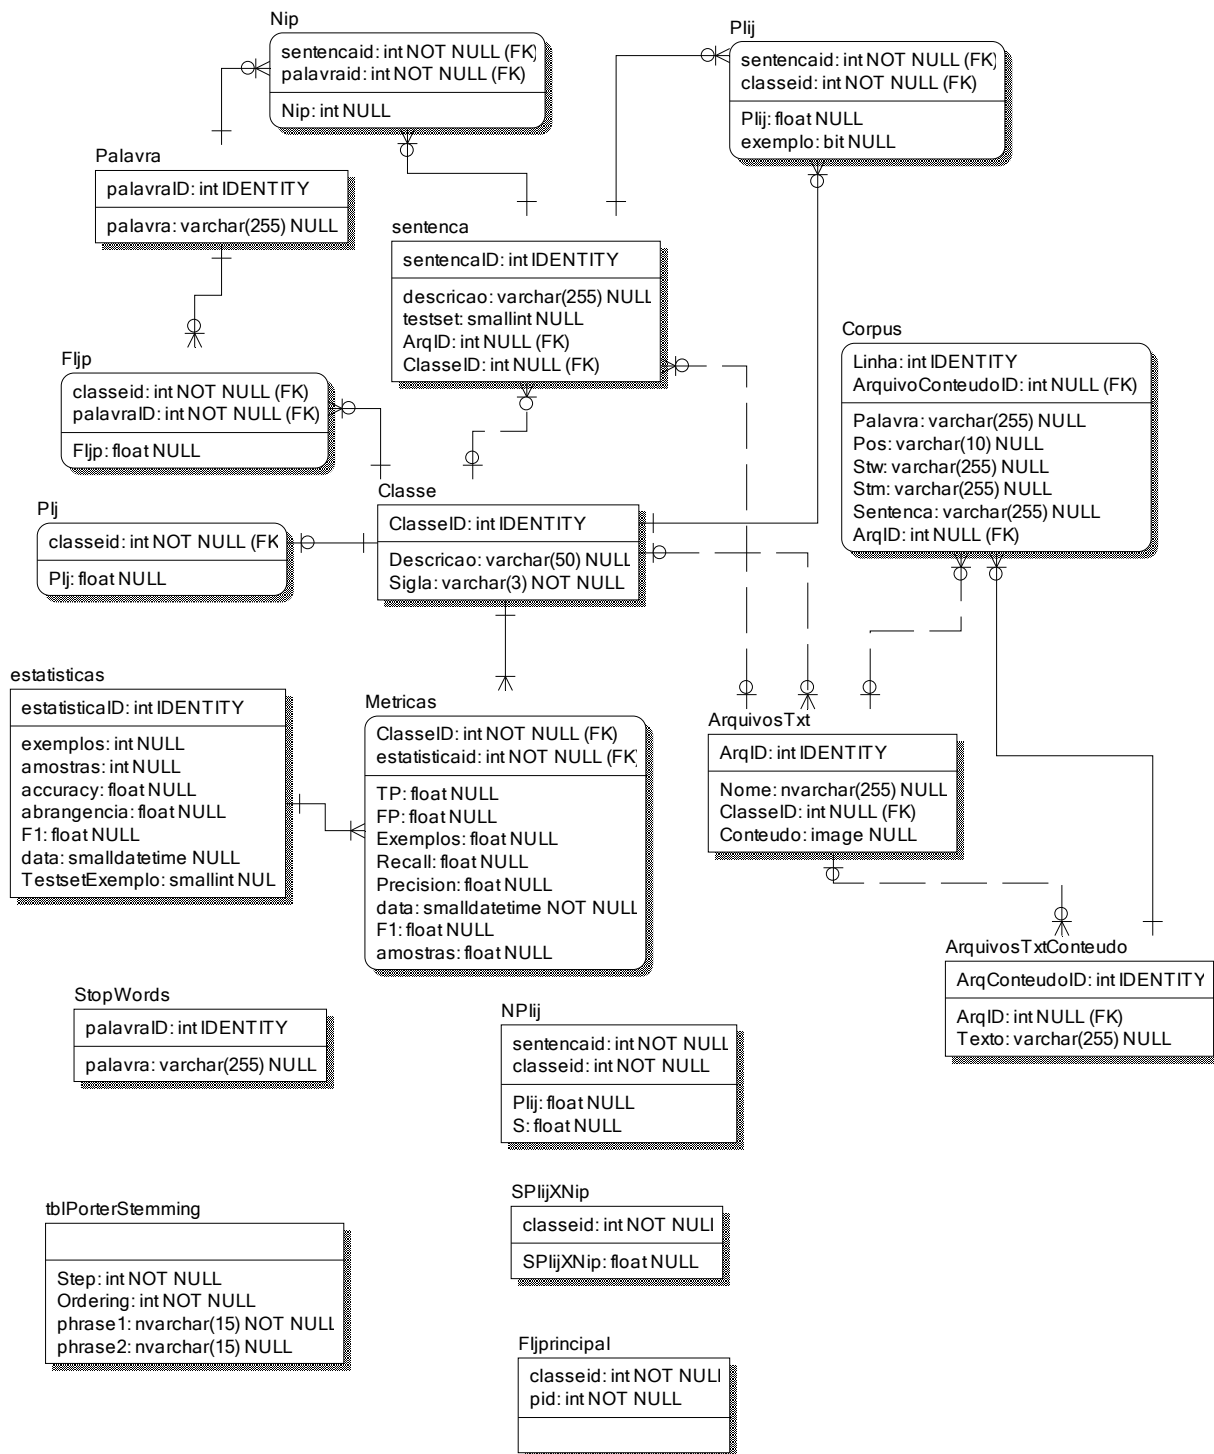 Nip
sentencaid: int NOT NULL (FK)
palavraid: int NOT NULL (FK)
Nip: int NULL
Plij
sentencaid: int NOT NULL (FK)
classeid: int NOT NULL (FK)
Plij: float NULL
exemplo: bit NULL
Palavra
palavraID: int IDENTITY
palavra: varchar(255) NULL
sentenca
sentencaID: int IDENTITY
descricao: varchar(255) NULL
testset: smallint NULL
ArqID: int NULL (FK)
ClasseID: int NULL (FK)
Corpus
Linha: int IDENTITY
ArquivoConteudoID: int NULL (FK)
Palavra: varchar(255) NULL
Pos: varchar(10) NULL
Stw: varchar(255) NULL
Stm: varchar(255) NULL
Sentenca: varchar(255) NULL
ArqID: int NULL (FK)
Fljp
classeid: int NOT NULL (FK)
palavraID: int NOT NULL (FK)
Fljp: float NULL
Plj
classeid: int NOT NULL (FK
Plj: float NULL
Classe
ClasseID: int IDENTITY
Descricao: varchar(50) NULL
Sigla: varchar(3) NOT NULL
estatisticas
estatisticaID: int IDENTITY
exemplos: int NULL
amostras: int NULL
accuracy: float NULL
abrangencia: float NULL
F1: float NULL
data: smalldatetime NULL
TestsetExemplo: smallint NUL
Metricas
ClasseID: int NOT NULL (FK)
estatisticaid: int NOT NULL (FK)
TP: float NULL
FP: float NULL
Exemplos: float NULL
Recall: float NULL
Precision: float NULL
data: smalldatetime NOT NULL
F1: float NULL
amostras: float NULL
ArquivosTxt
ArqID: int IDENTITY
Nome: nvarchar(255) NULL
ClasseID: int NULL (FK)
Conteudo: image NULL
ArquivosTxtConteudo
ArqConteudoID: int IDENTITY
ArqID: int NULL (FK)
Texto: varchar(255) NULL
StopWords
palavraID: int IDENTITY
palavra: varchar(255) NULL
NPlij
sentencaid: int NOT NULL
classeid: int NOT NULL
Plij: float NULL
S: float NULL
tblPorterStemming
Step: int NOT NULL
Ordering: int NOT NULL
phrase1: nvarchar(15) NOT NULL
phrase2: nvarchar(15) NULL
SPlijXNip
classeid: int NOT NULL
SPlijXNip: float NULL
Fljprincipal
classeid: int NOT NULL
pid: int NOT NULL